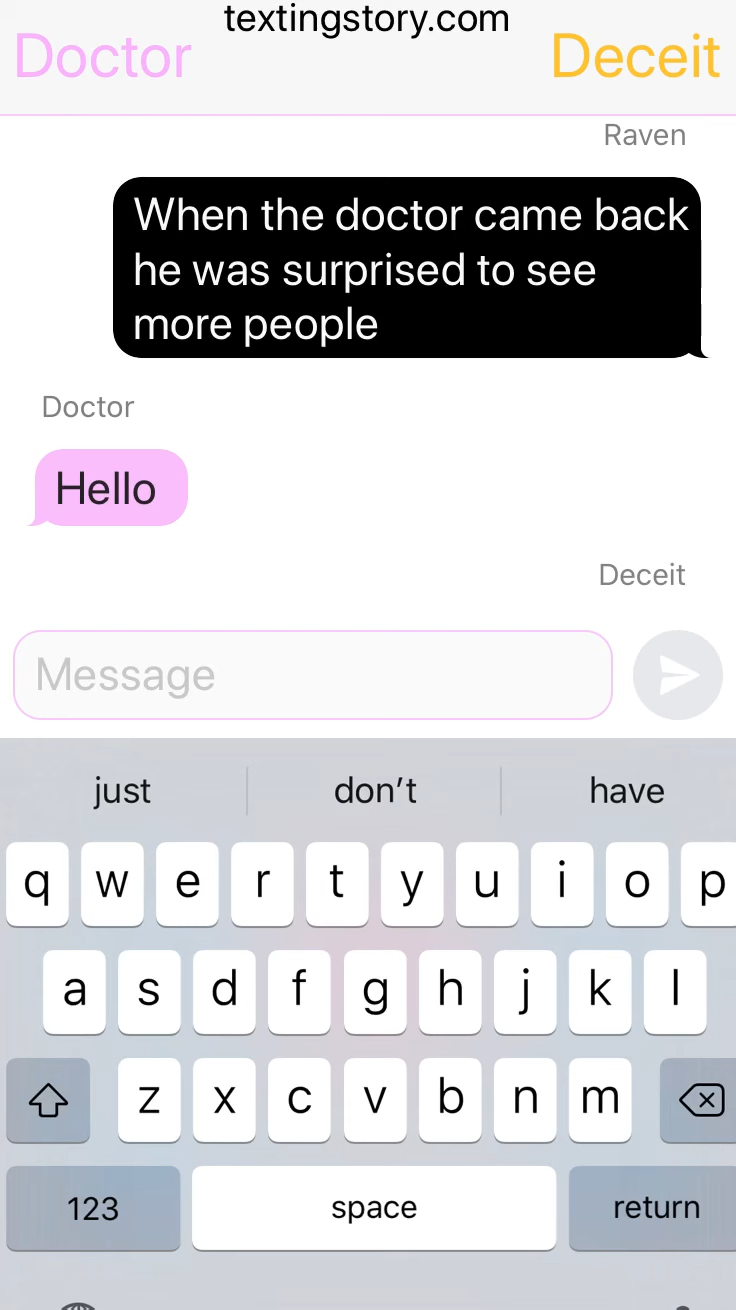 textingstory.com
Doctor Deceit
Raven
When the doctor came back
he was surprised to see
more people
Doctor
Hello
Deceit
Message
just don't have
q w e r t y u i o p
a s d f g h j k l
z x c v b n m
123 space return